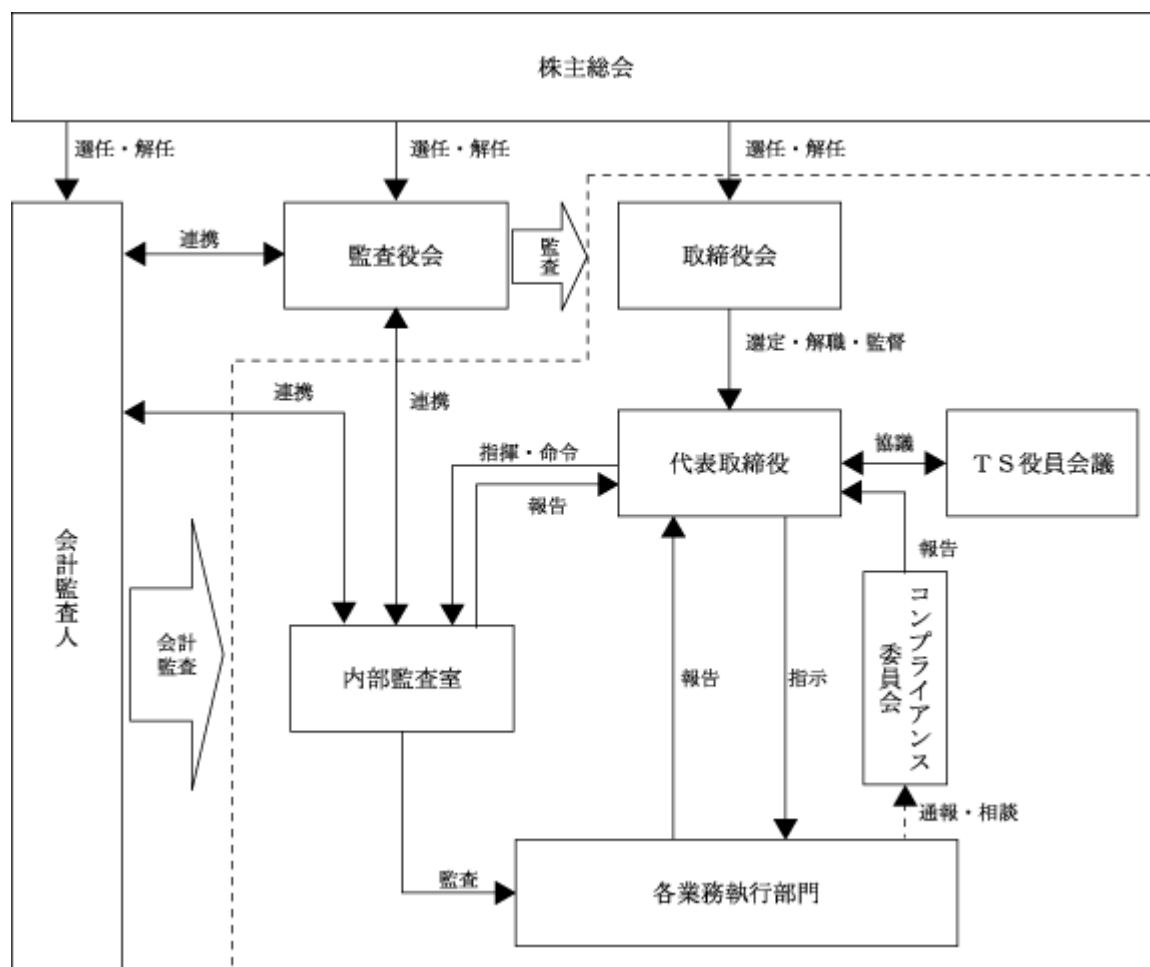 株主総会
選任・解任
選任・解任
選任・解任
連携
監査役会
監査
取締役会
選定・解職・監督
連携
連携
指揮・命令
報告
代表取締役
協議
ＴＳ役員会議
報告
会計監査人
会計
監査
内部監査室
報告
指示
コンプライアンス
委員会
通報・相談
監査
各業務執行部門